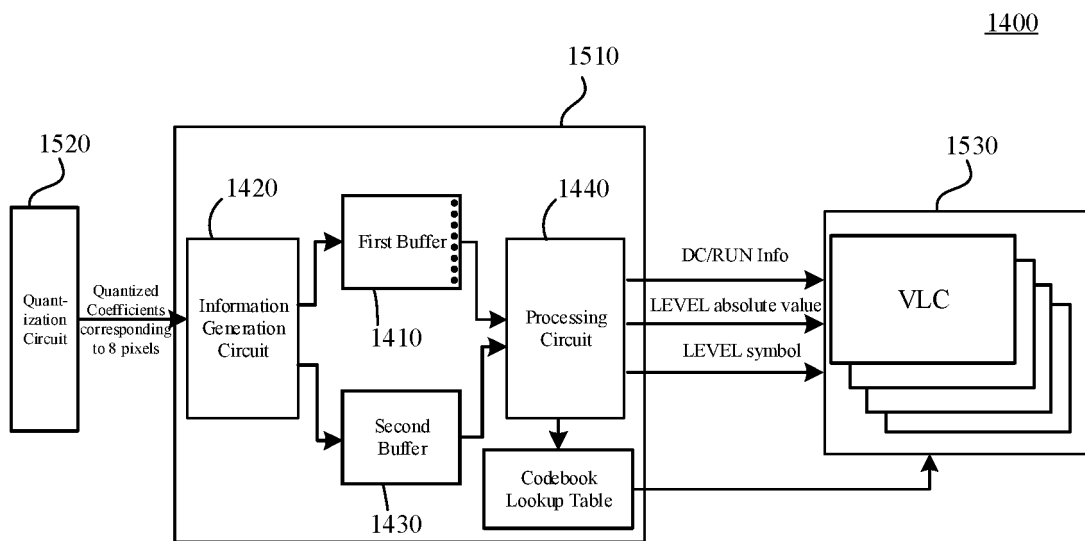 1400
1510
1520
1530
1420
1440
First Buffer
DC/RUN Info
VLC
Quant-
ization
Circuit
Quantized
Coefficients
corresponding
to 8 pixels
Information
Generation
Circuit
1410
Processing
Circuit
LEVEL absolute value
LEVEL symbol
Second
Buffer
1430
Codebook
Lookup Table